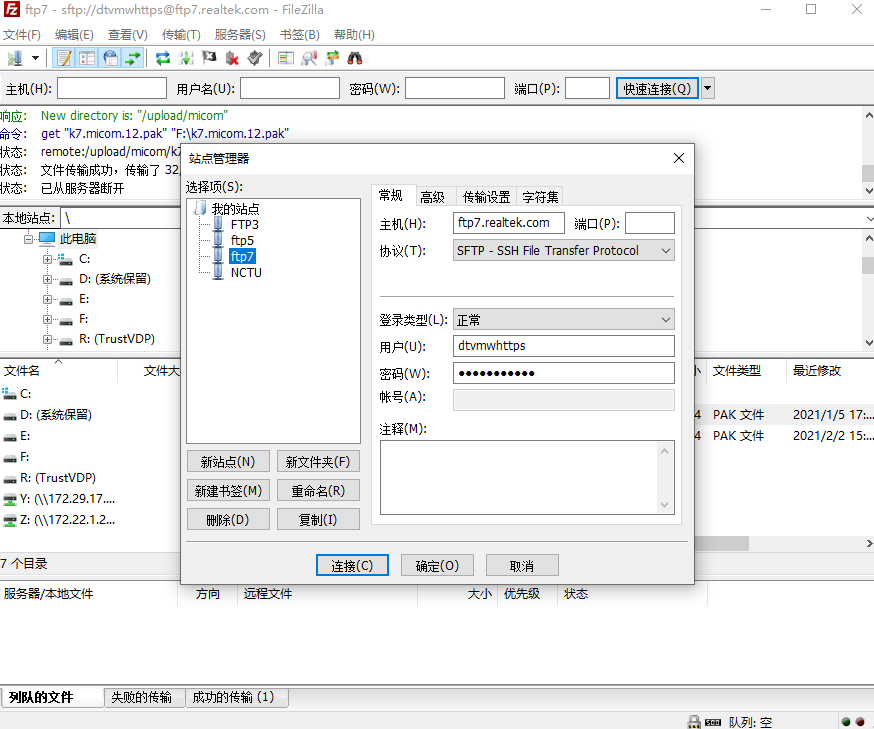 ftp7 - sftp://dtvmwhttps@ftp7.realtek.com - FileZilla
文件(F) 编辑(E) 查看(V) 传输(T) 服务器(S) 书签(B) 帮助(H)
主机(H): 用户名(U): 密码(W): 端口(P): 快速连接(Q)
响应: New directory is: "/upload/micom"
命令: get "k7.micom.12.pak" "F:\k7.micom.12.pak"
状态: remote:/upload/micom/k7
状态: 文件传输成功，传输了 32
状态: 已从服务器断开
本地站点: \
此电脑
C:
D: (系统保留)
E:
F:
R: (TrustVDP)
文件名 文件大
C:
D: (系统保留)
E:
F:
R: (TrustVDP)
Y: (\\172.29.17....
Z: (\\172.22.1.2...
7 个目录
站点管理器
选择项(S):
我的站点
FTP3
ftp5
ftp7
NCTU
新站点(N) 新文件夹(F)
新建书签(M) 重命名(R)
删除(D) 复制(I)
常规 高级 传输设置 字符集
主机(H): ftp7.realtek.com 端口(P):
协议(T): SFTP - SSH File Transfer Protocol
登录类型(L): 正常
用户(U): dtvmwhttps
密码(W): ●●●●●●●●●●●
帐号(A):
注释(M):
连接(C) 确定(O) 取消
文件类型 最近修改
4 PAK 文件 2021/1/5 17:...
4 PAK 文件 2021/2/2 15:...
服务器/本地文件 方向 远程文件 大小 优先级 状态
列队的文件 失败的传输 成功的传输 (1)
队列: 空